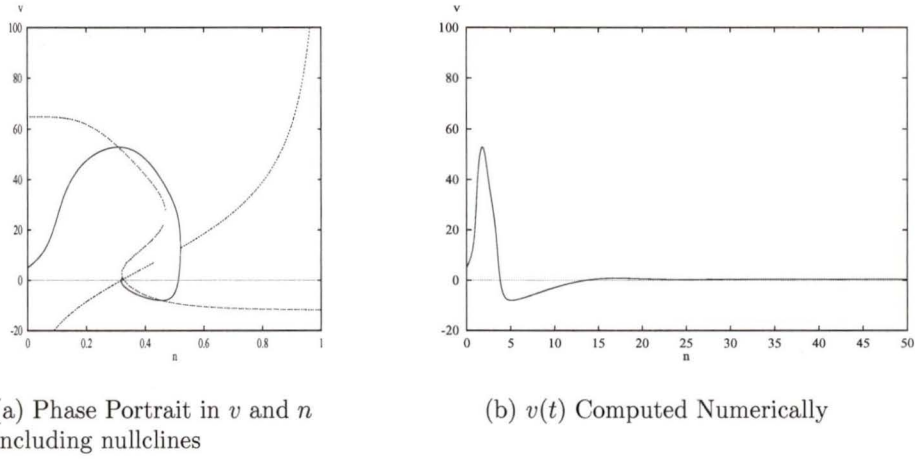 v
100
80
60
40
20
0
-20
0 0.2 0.4 0.6 0.8 1
n
v
100
80
60
40
20
0
-20
0 5 10 15 20 25 30 35 40 45 50
n
a) Phase Portrait in v and n
ncluding nullclines
(b) v(t) Computed Numerically